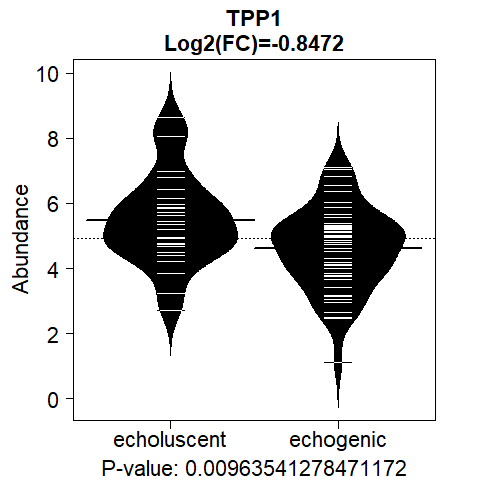 TPP1
Log2(FC)=-0.8472
Abundance
10
8
6
4
2
0
echoluscent echogenic
P-value: 0.00963541278471172